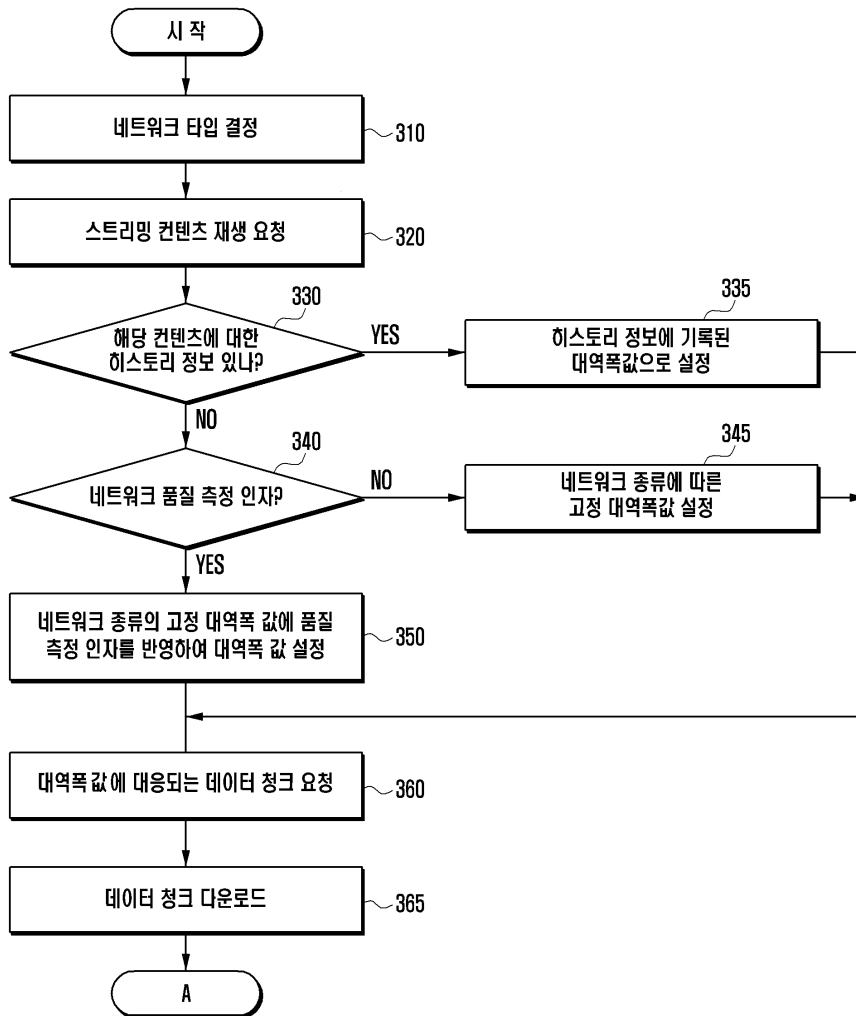 시 작
네트워크 타입 결정
310
스트리밍 컨텐츠 재생 요청
320
330
해당 컨텐츠에 대한
히스토리 정보 있나?
YES
335
히스토리 정보에 기록된
대역폭값으로 설정
NO
340
네트워크 품질 측정 인자?
NO
345
네트워크 종류에 따른
고정 대역폭값 설정
YES
네트워크 종류의 고정 대역폭 값에 품질
측정 인자를 반영하여 대역폭 값 설정
350
대역폭값에 대응되는 데이터 청크 요청
360
데이터 청크 다운로드
365
A